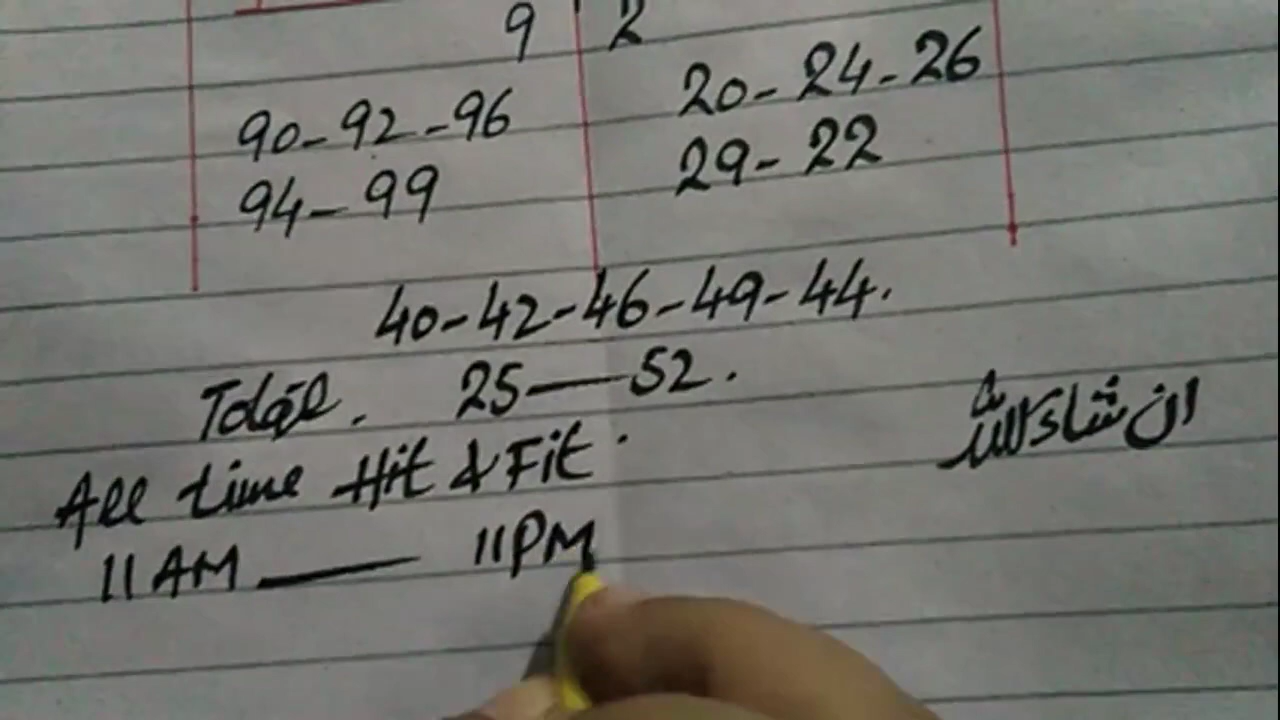 9 2
90-92-96 20-24-26
94-99 29-22
40-42-46-49-44.
25—52.
ان شاءاللہ
All time Hit & Fit.
11AM — 11PM